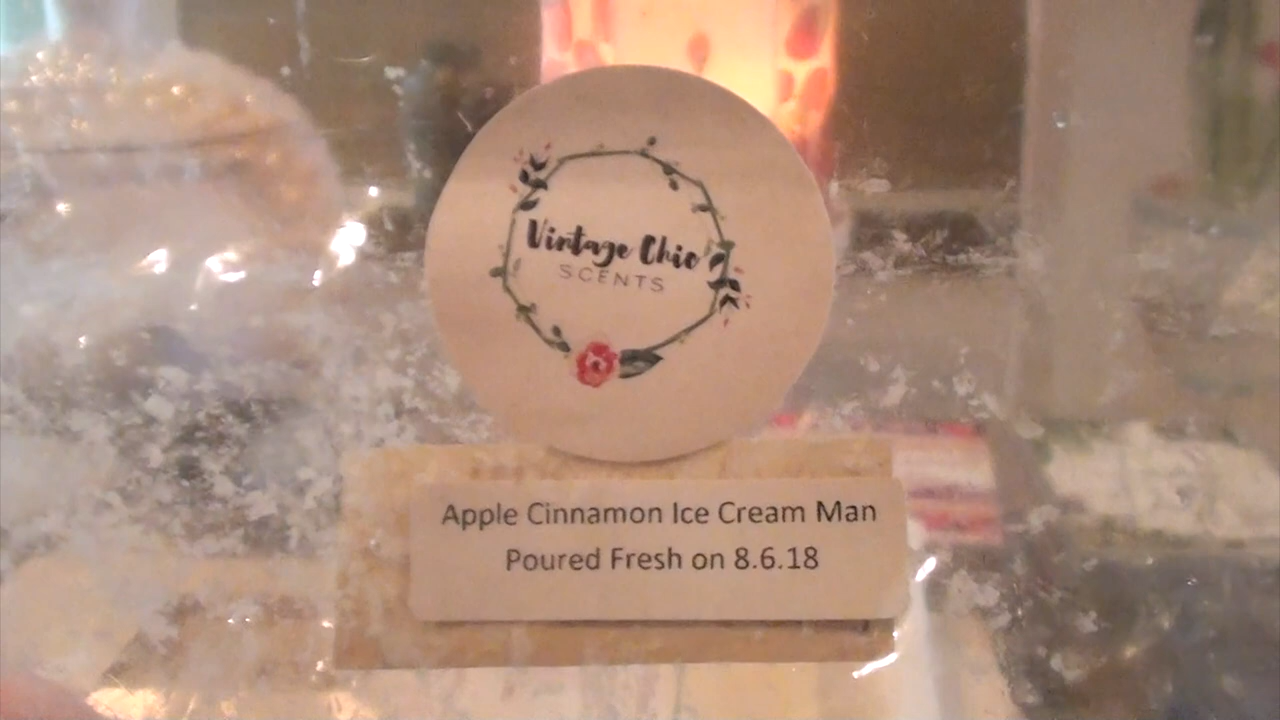 Vintage Chic
SCENTS
Apple Cinnamon Ice Cream Man
Poured Fresh on 8.6.18